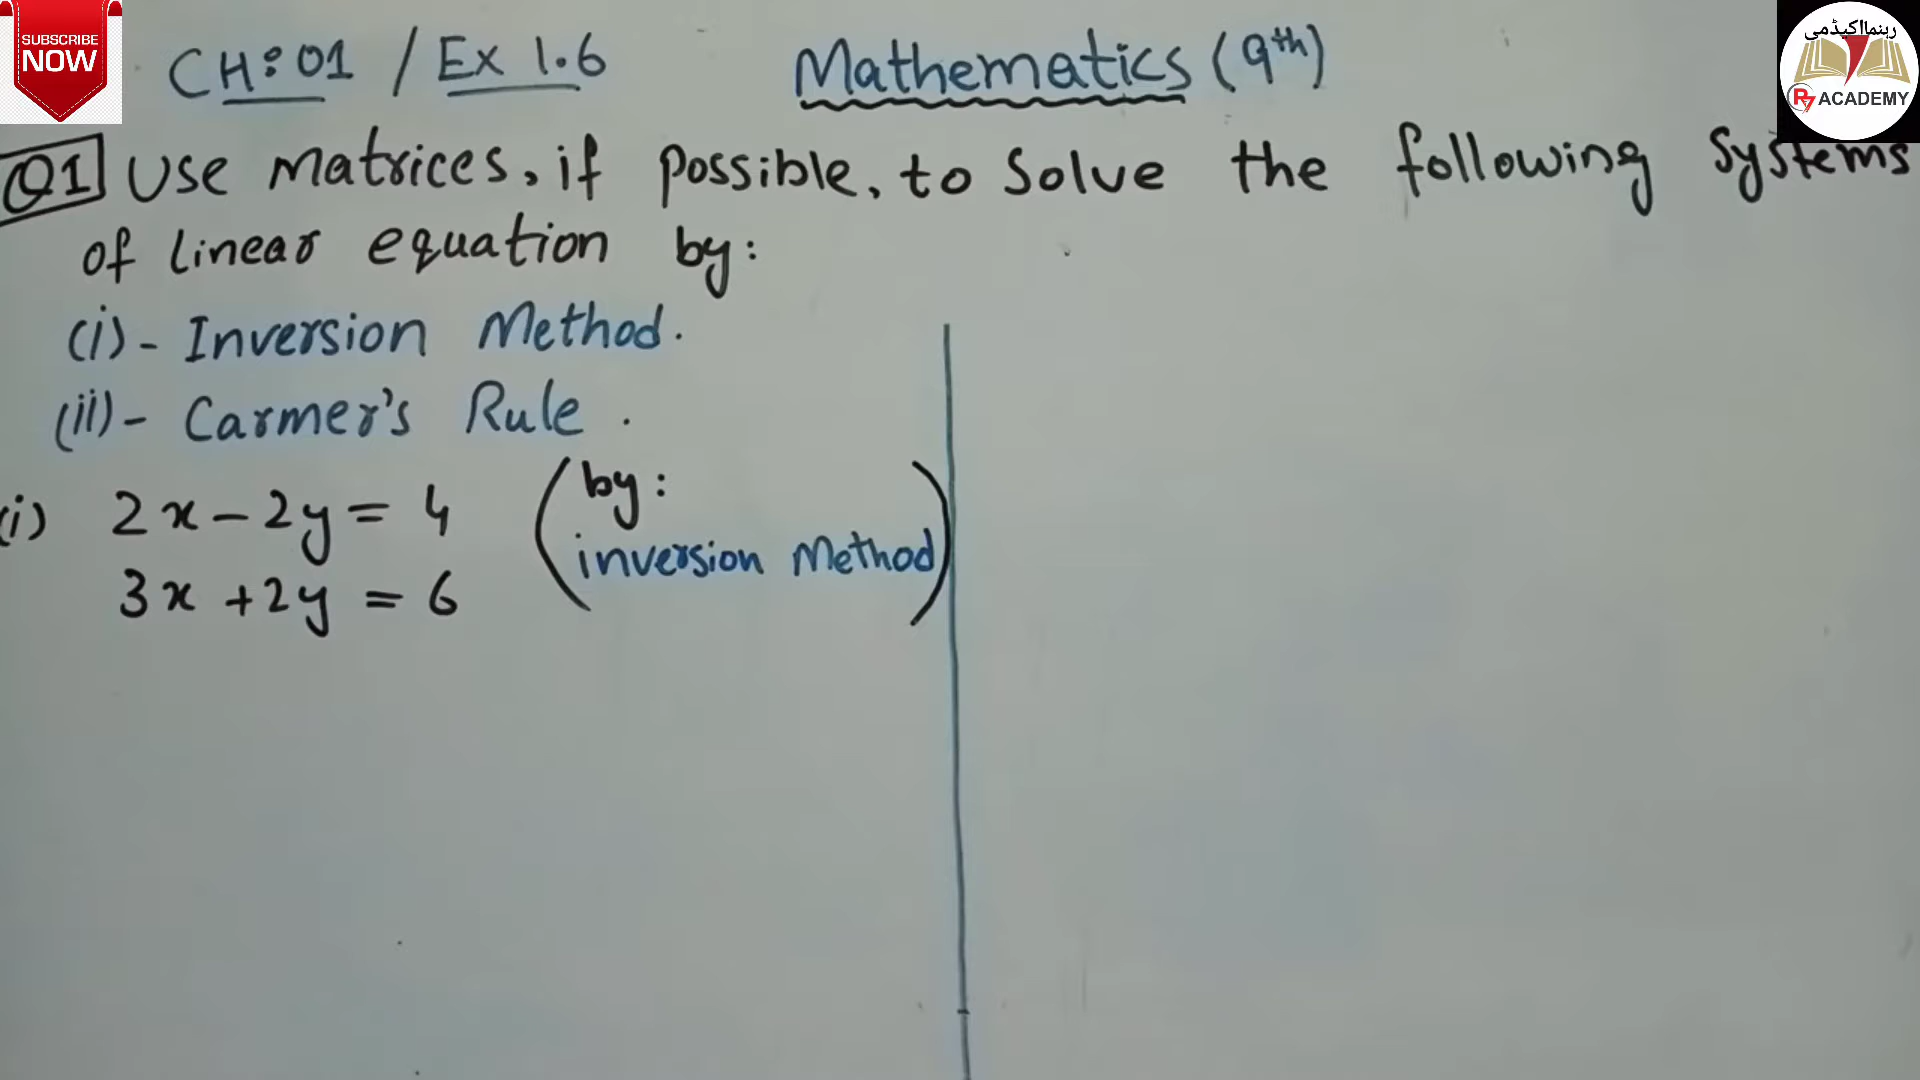 SUBSCRIBE
NOW
CH:01 / Ex 1.6
Mathematics (9th)
رہنما اکیڈمی
R7 ACADEMY
Q1 Use Matrices, if possible, to solve the following systems
of linear equation by:
(i)- Inversion Method.
(ii)- Carmer's Rule.
(i) 2x - 2y = 4
3x + 2y = 6
(by:
inversion Method)